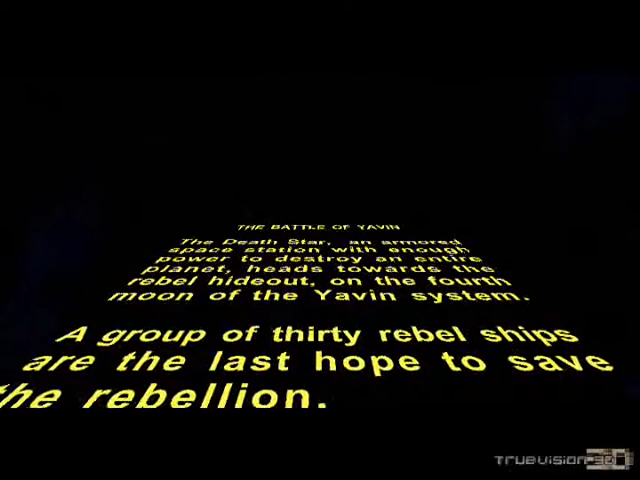 THE BATTLE OF YAVIN
The Death Star, an armored
space station with enough
power to destroy an entire
planet, heads towards the
rebel hideout, on the fourth
moon of the Yavin system.
A group of thirty rebel ships
are the last hope to save
the rebellion.
TRUEVISION3D